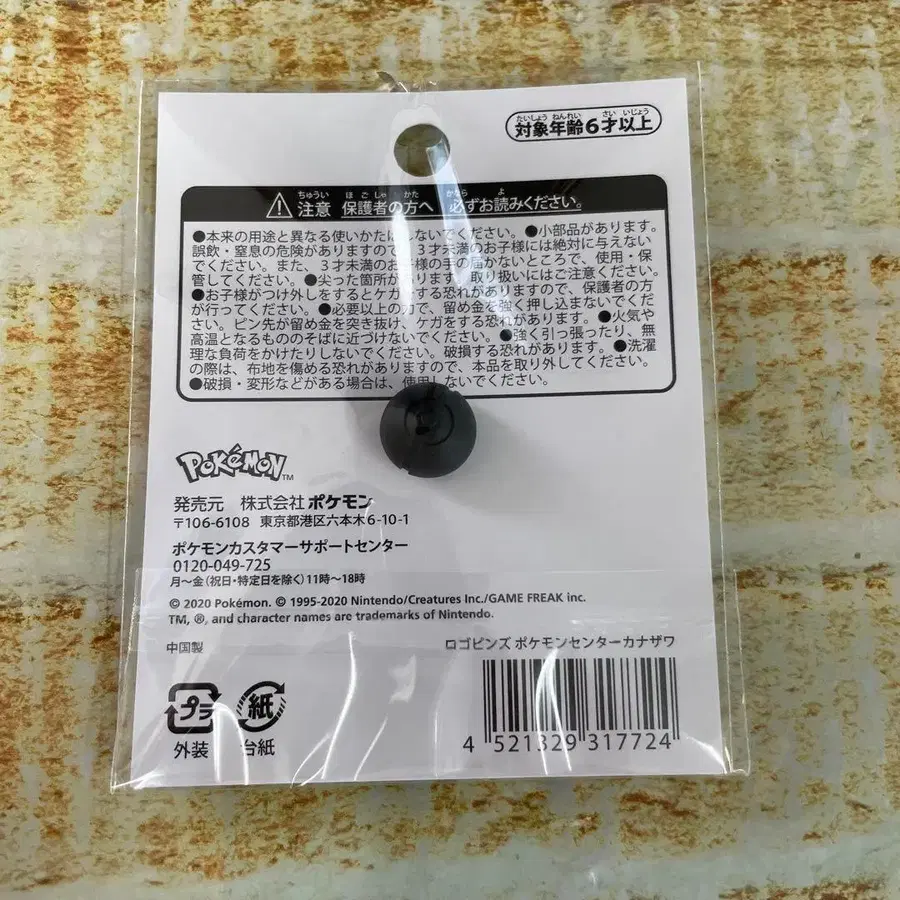 たいしょう ねんれい さい いじょう
対象年齢6才以上
ちゅうい ほごしゃ かた かなら よ
注意 保護者の方へ 必ずお読みください。
●本来の用途と異なる使いかたはしないでください。●小部品があります。
誤飲・窒息の危険がありますので、3才未満のお子様には絶対に与えない
でください。また、3才未満のお子様の手の届かないところで、使用・保
管してください。●尖った箇所があります。取り扱いにはご注意ください。
●お子様がつけ外しをするとケガをする恐れがありますので、保護者の方
が行ってください。●必要以上の力で、留め金を強く押し込まないでくだ
さい。ピン先が留め金を突き抜け、ケガをする恐れがあります。●火気や
高温となるもののそばに近づけないでください。●強く引っ張ったり、無
理な負荷をかけたりしないでください。破損する恐れがあります。●洗濯
の際は、布地を傷める恐れがありますので、本品を取り外してください。
●破損・変形などがある場合は、使用しないでください。
POKéMON™
発売元 株式会社 ポケモン
〒106-6108 東京都港区六本木6-10-1
ポケモンカスタマーサポートセンター
0120-049-725
月～金(祝日・特定日を除く)11時～18時
© 2020 Pokémon. © 1995-2020 Nintendo/Creatures Inc./GAME FREAK inc.
TM, ®, and character names are trademarks of Nintendo.
中国製
ロゴピンズ ポケモンセンターカナザワ
プラ 紙
外装 台紙
4 521329 317724